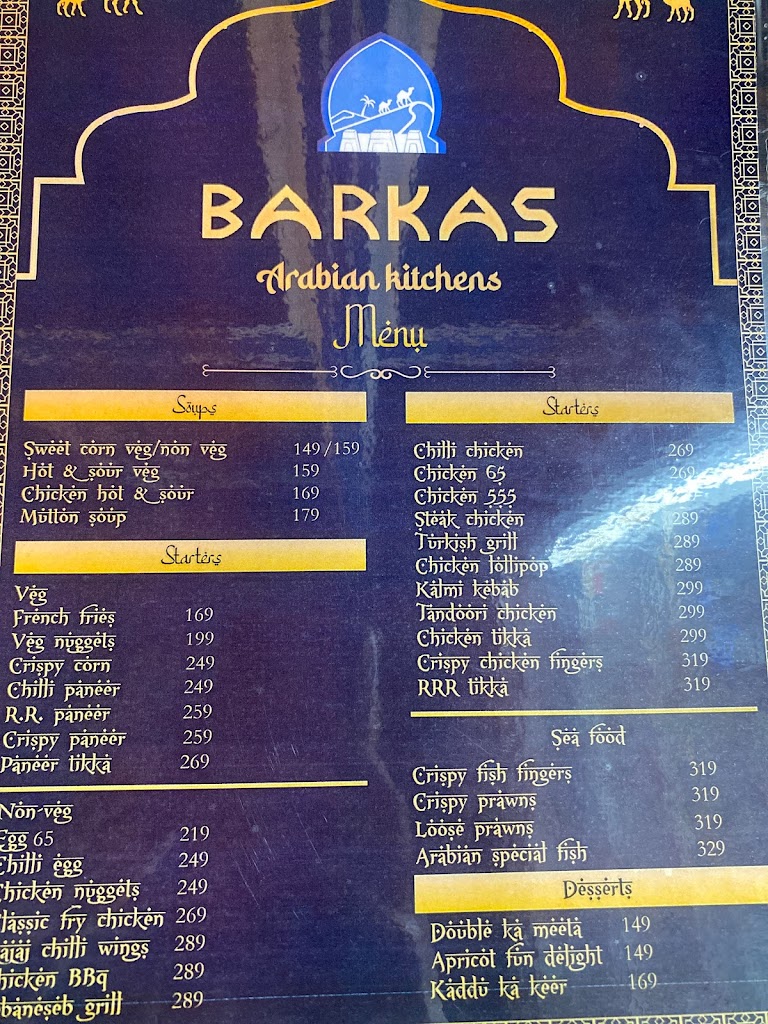 BARKAS
Arabian kitchens
Menu
Soups
Sweet corn veg/non veg 149/159
Hot & sour veg 159
Chicken hot & sour 169
Mutton soup 179
Starters
Veg
French fries 169
Veg nuggets 199
Crispy corn 249
Chilli paneer 249
R.R. paneer 259
Crispy paneer 259
Paneer tikka 269
Non-veg
Egg 65 219
Chilli egg 249
Chicken nuggets 249
Classic fry chicken 269
chilli wings 289
Chicken BBq 289
grill 289
Starters
Chilli chicken 269
Chicken 65 269
Chicken 555
Steak chicken 289
Turkish grill 289
Chicken lollipop 289
Kalmi kebab 299
Tandoori chicken 299
Chicken tikka 299
Crispy chicken fingers 319
RRR tikka 319
Sea food
Crispy fish fingers 319
Crispy prawns 319
Loose prawns 319
Arabian special fish 329
Desserts
Double ka meeta 149
Apricot fun delight 149
Kaddu ka keer 169